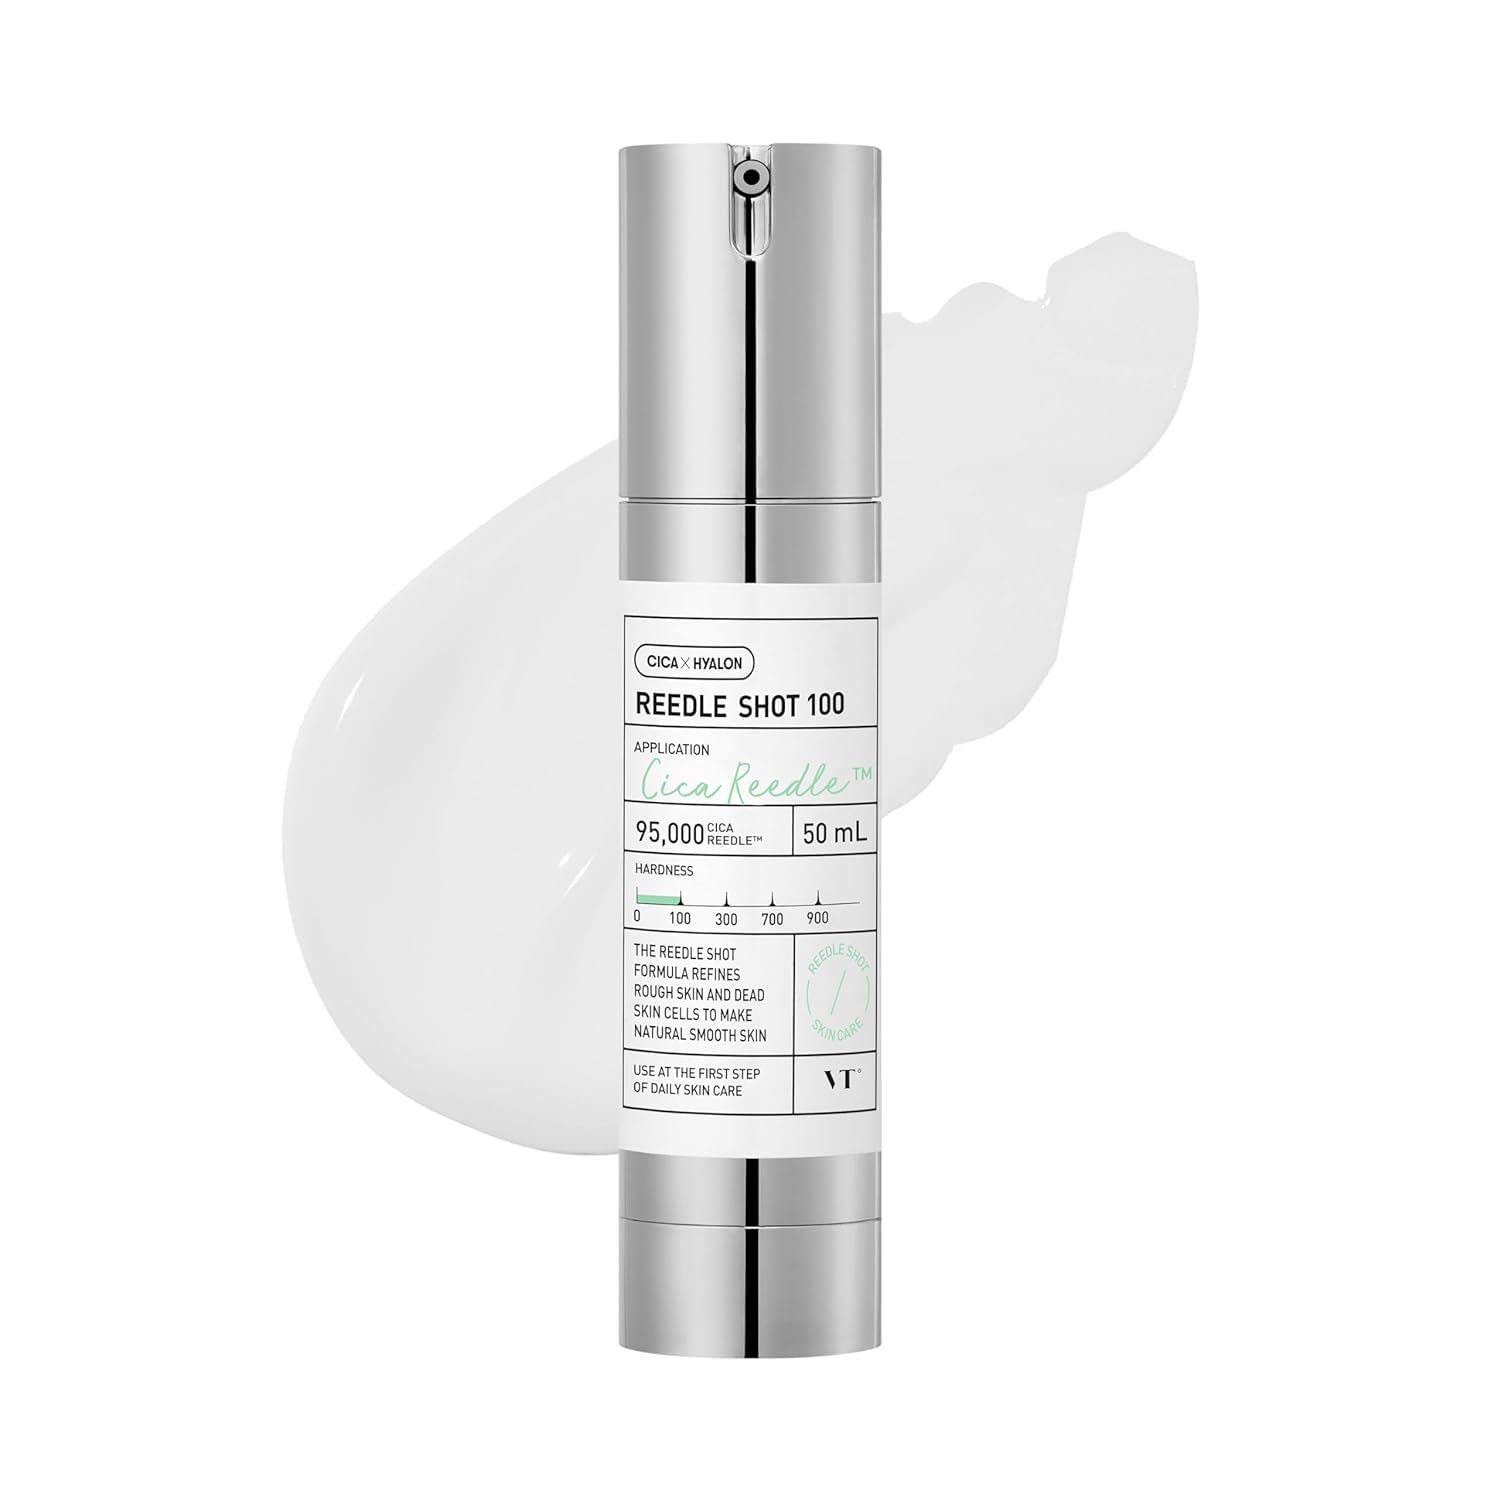 CICA X HYALON
REEDLE SHOT 100
APPLICATION
Cica Reedle™
95,000 CICA REEDLE™
50 mL
HARDNESS
0 100 300 700 900
THE REEDLE SHOT
FORMULA REFINES
ROUGH SKIN AND DEAD
SKIN CELLS TO MAKE
NATURAL SMOOTH SKIN
REEDLE SHOT
SKIN CARE
USE AT THE FIRST STEP
OF DAILY SKIN CARE
VT°